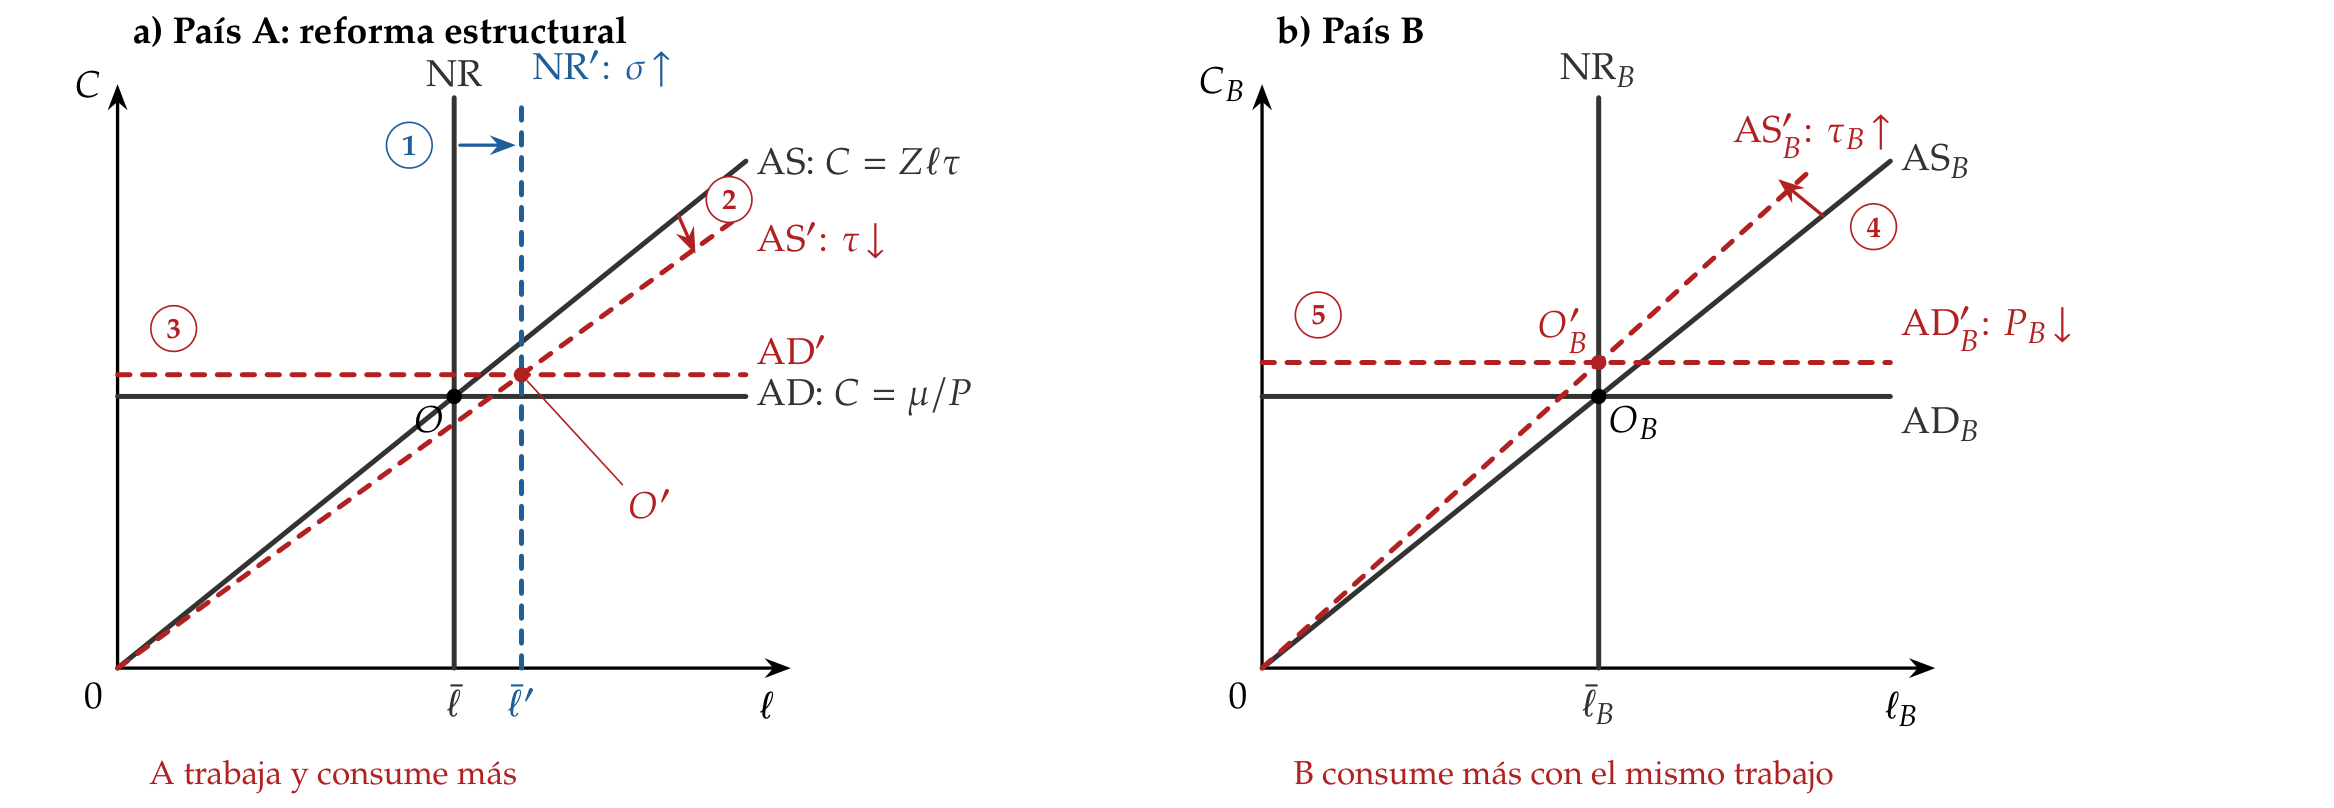 a) País A: reforma estructural
C
NR
NR′: σ↑
1
AS: C = Zℓτ
2
AS′: τ↓
3
AD′
AD: C = μ/P
O
O′
0
ℓ̄
ℓ̄′
ℓ
A trabaja y consume más
b) País B
C_B
NR_B
AS′_B: τ_B↑
AS_B
4
5
O′_B
AD′_B: P_B↓
O_B
AD_B
0
ℓ̄_B
ℓ_B
B consume más con el mismo trabajo